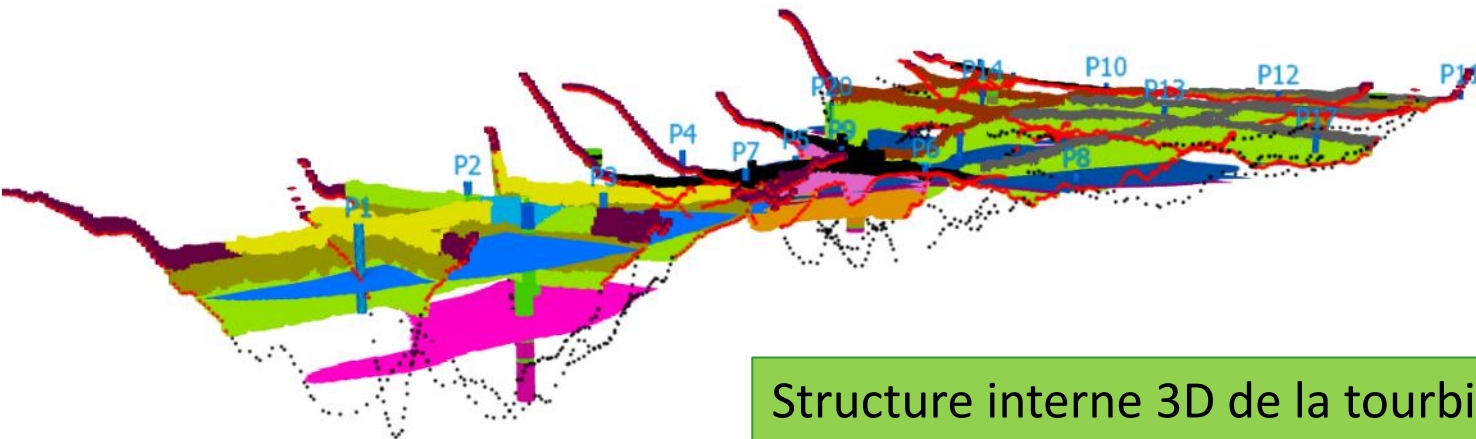 P14
P10
P12
P11
P20
P13
P17
P4
P5
P9
P7
P6
P8
P2
P3
P1
Structure interne 3D de la tourbi